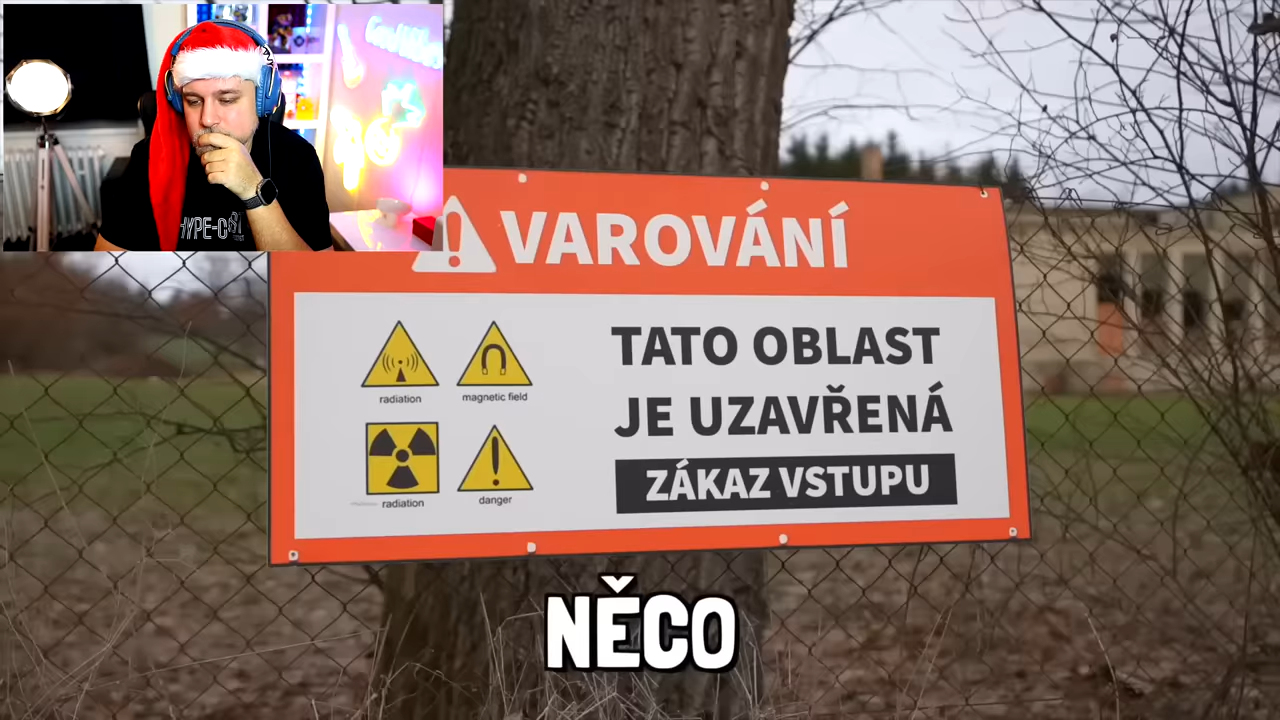 VAROVÁNÍ
TATO OBLAST
JE UZAVŘENÁ
ZÁKAZ VSTUPU
radiation
magnetic field
radiation
danger
NĚCO